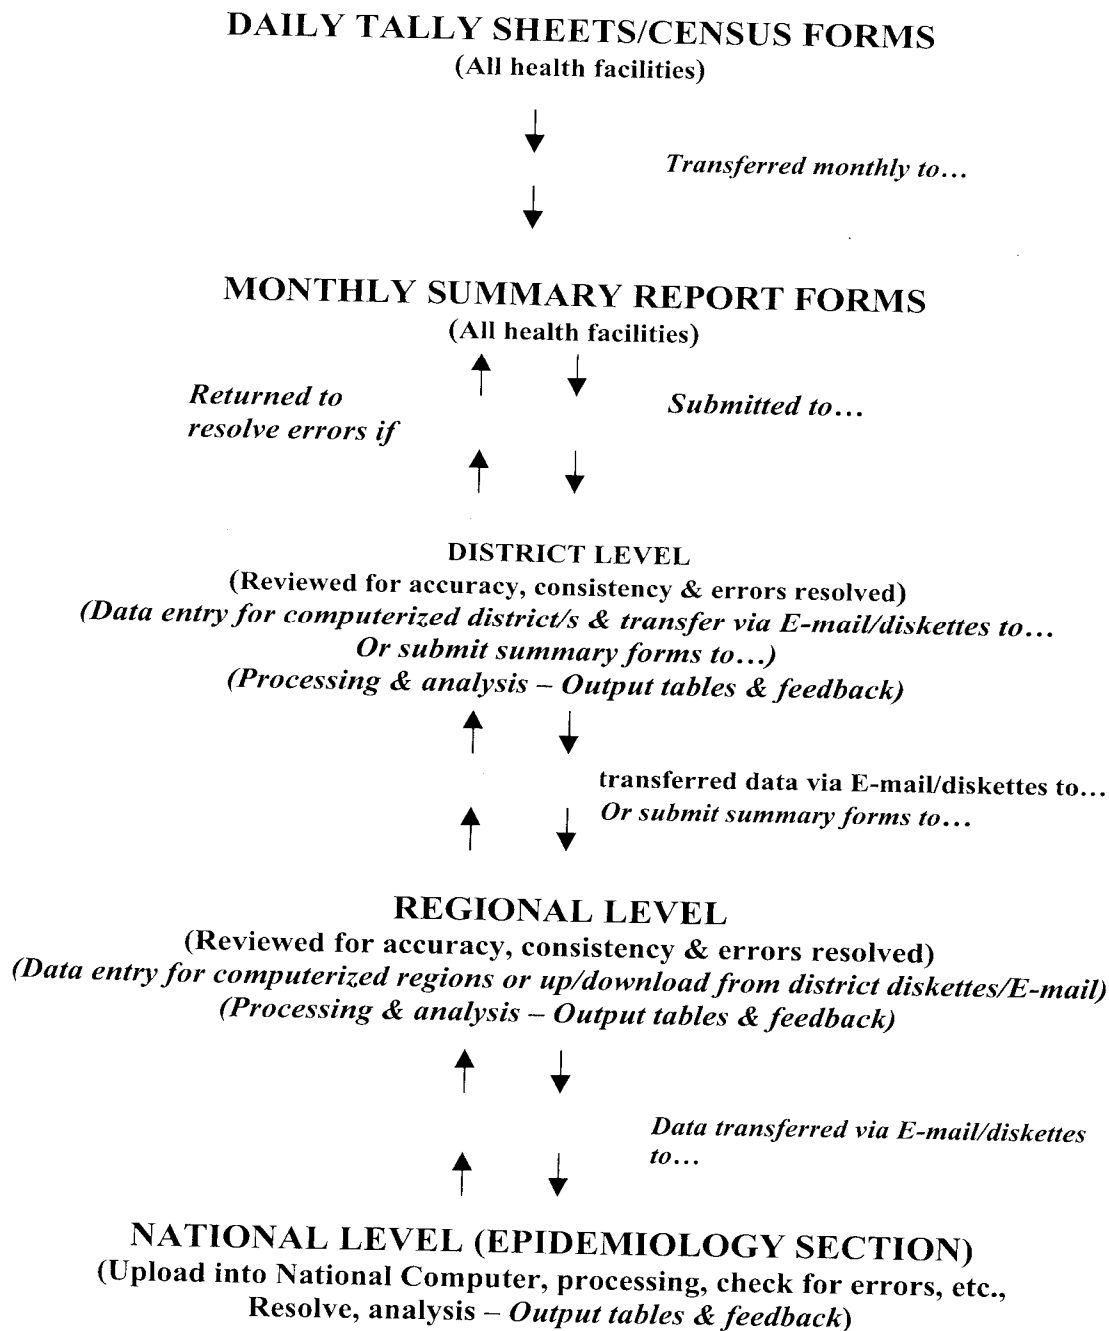 DAILY TALLY SHEETS/CENSUS FORMS
(All health facilities)
Transferred monthly to…
MONTHLY SUMMARY REPORT FORMS
(All health facilities)
Returned to
resolve errors if
Submitted to…
DISTRICT LEVEL
(Reviewed for accuracy, consistency & errors resolved)
(Data entry for computerized district/s & transfer via E-mail/diskettes to…
Or submit summary forms to…)
(Processing & analysis – Output tables & feedback)
transferred data via E-mail/diskettes to…
Or submit summary forms to…
REGIONAL LEVEL
(Reviewed for accuracy, consistency & errors resolved)
(Data entry for computerized regions or up/download from district diskettes/E-mail)
(Processing & analysis – Output tables & feedback)
Data transferred via E-mail/diskettes
to…
NATIONAL LEVEL (EPIDEMIOLOGY SECTION)
(Upload into National Computer, processing, check for errors, etc.,
Resolve, analysis – Output tables & feedback)